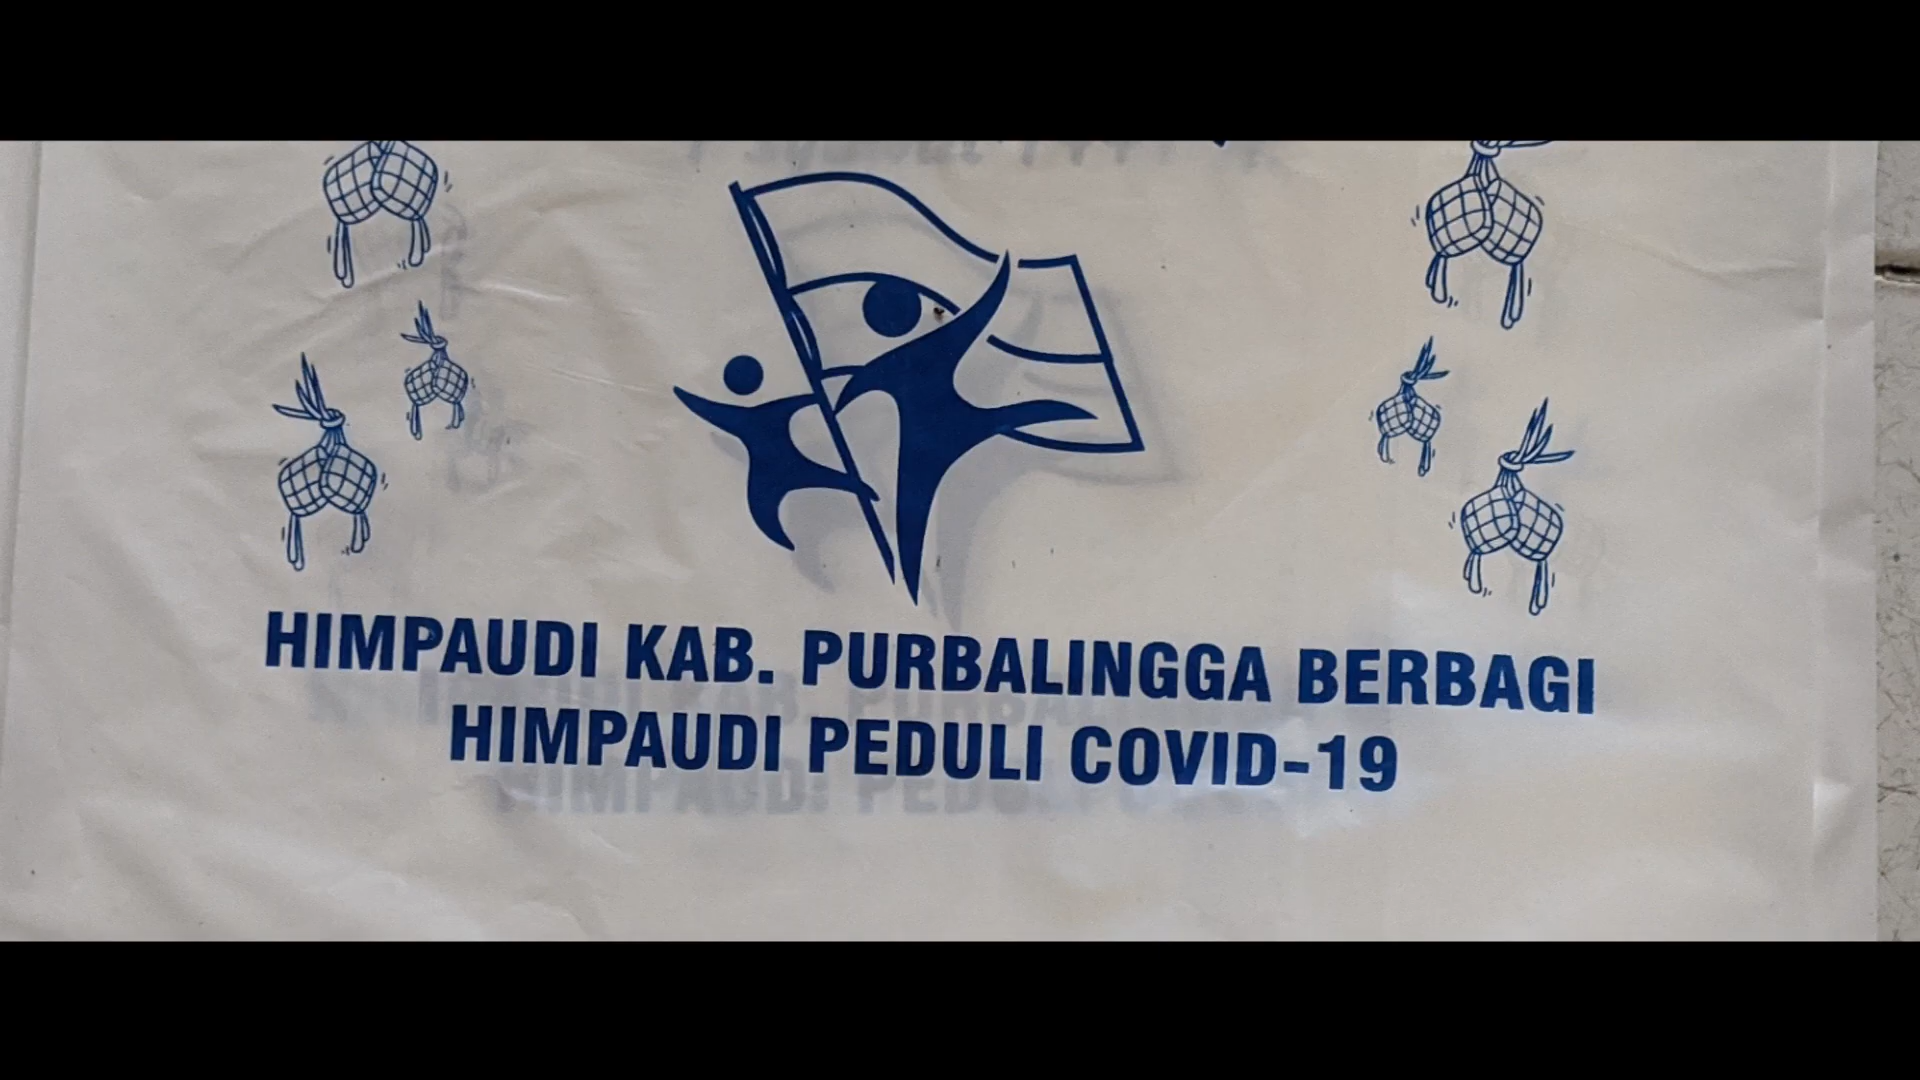 HIMPAUDI KAB. PURBALINGGA BERBAGI
HIMPAUDI PEDULI COVID-19